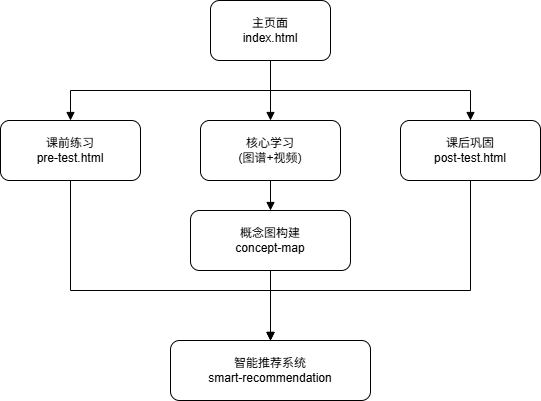 主页面
index.html
课前练习
pre-test.html
核心学习
(图谱+视频)
课后巩固
post-test.html
概念图构建
concept-map
智能推荐系统
smart-recommendation